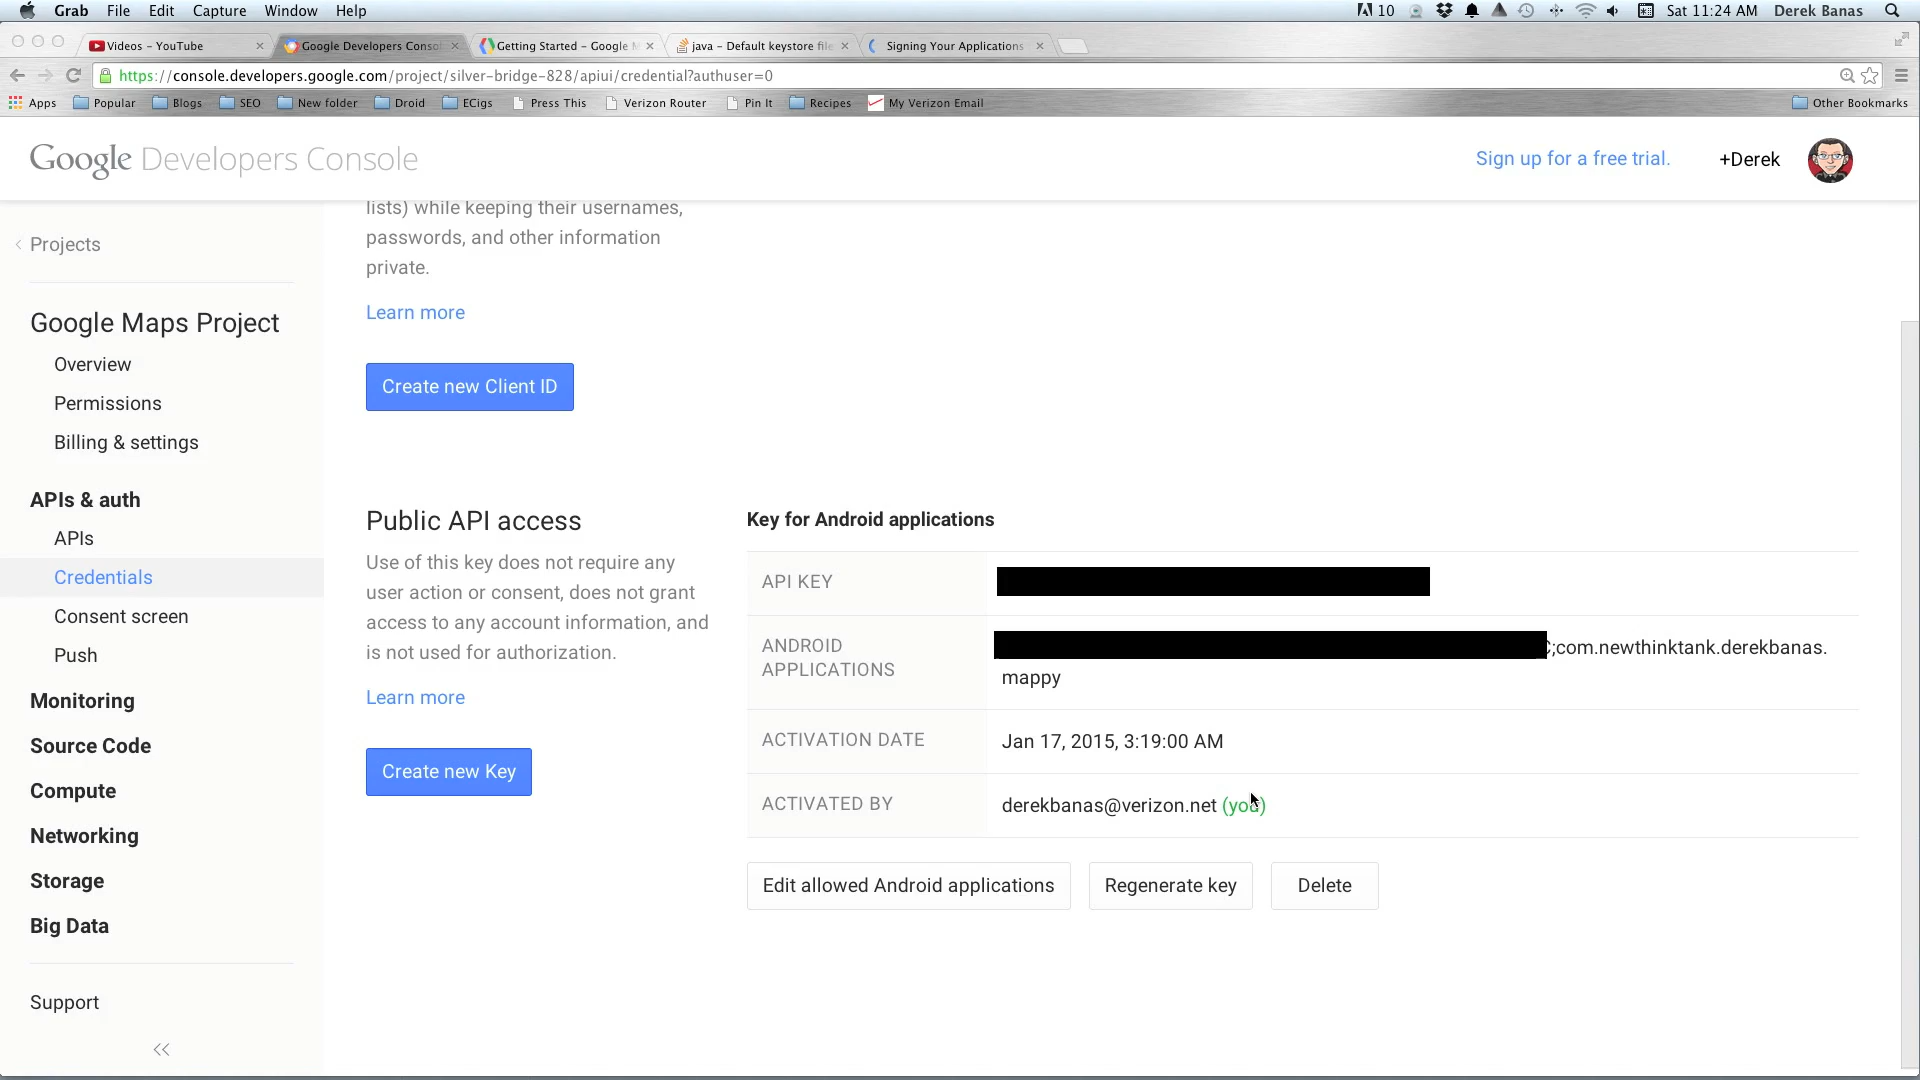 Grab File Edit Capture Window Help 10 Sat 11:24 AM Derek Banas
Videos - YouTube Google Developers Conso Getting Started - Google M java - Default keystore file Signing Your Applications
https://console.developers.google.com/project/silver-bridge-828/apiui/credential?authuser=0
Apps Popular Blogs SEO New folder Droid ECigs Press This Verizon Router Pin It Recipes My Verizon Email Other Bookmarks
Google Developers Console Sign up for a free trial. +Derek
lists) while keeping their usernames,
passwords, and other information
private.
Learn more
Create new Client ID
< Projects
Google Maps Project
Overview
Permissions
Billing & settings
APIs & auth
APIs
Credentials
Consent screen
Push
Monitoring
Source Code
Compute
Networking
Storage
Big Data
Support
Public API access
Use of this key does not require any
user action or consent, does not grant
access to any account information, and
is not used for authorization.
Learn more
Create new Key
Key for Android applications
API KEY
ANDROID
APPLICATIONS
;com.newthinktank.derekbanas.
mappy
ACTIVATION DATE Jan 17, 2015, 3:19:00 AM
ACTIVATED BY derekbanas@verizon.net (you)
Edit allowed Android applications Regenerate key Delete